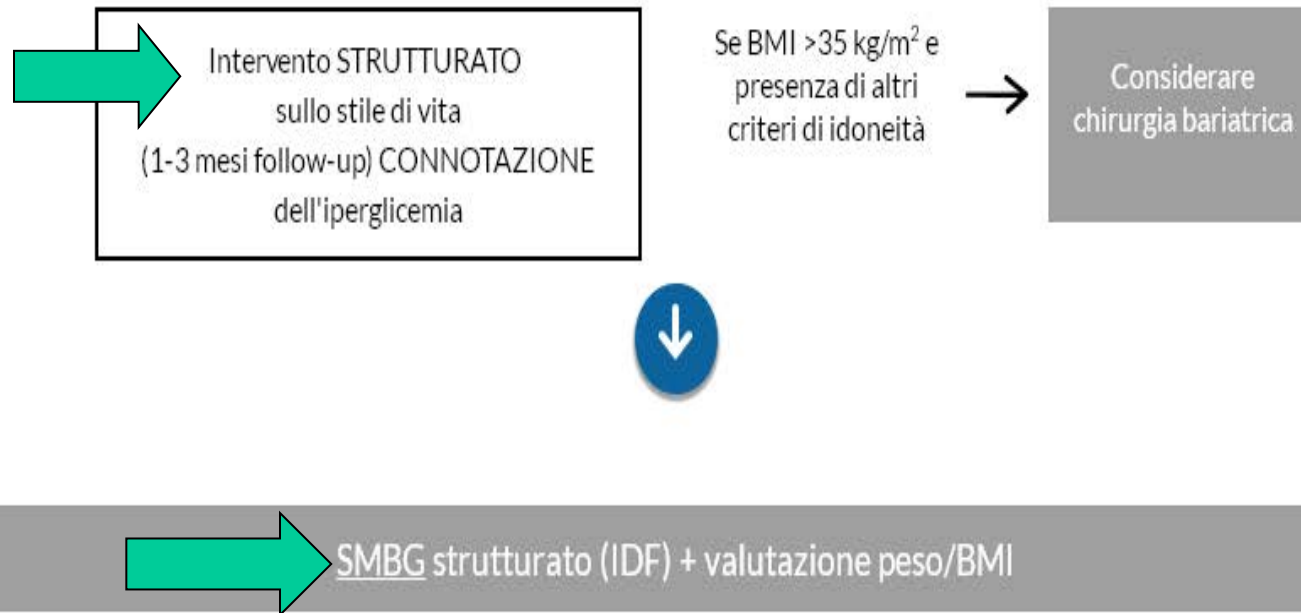 Intervento STRUTTURATO
sullo stile di vita
(1-3 mesi follow-up) CONNOTAZIONE
dell'iperglicemia
Se BMI >35 kg/m² e
presenza di altri
criteri di idoneità
Considerare
chirurgia bariatrica
SMBG strutturato (IDF) + valutazione peso/BMI